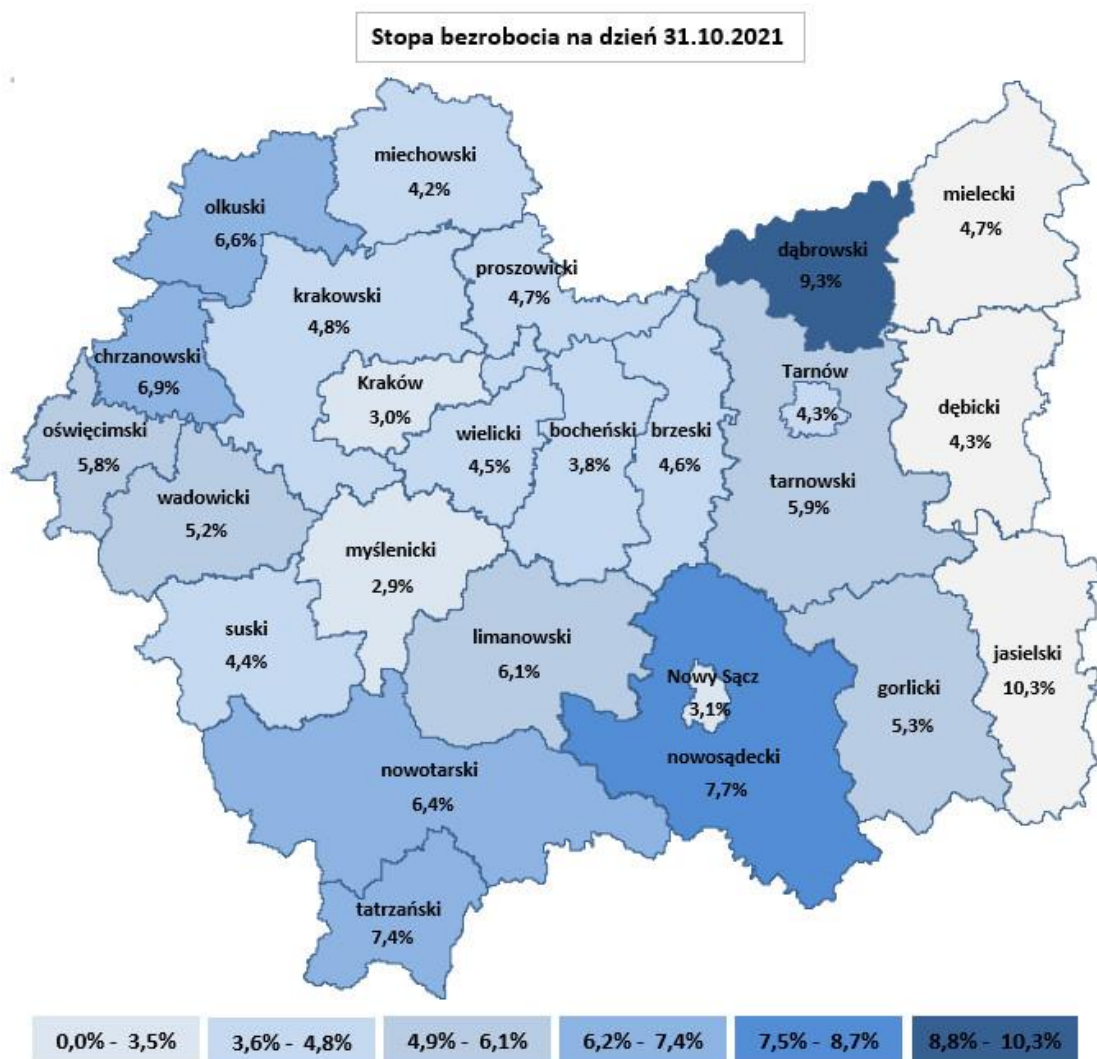 Stopa bezrobocia na dzień 31.10.2021
miechowski
4,2%
olkuski
6,6%
mielecki
4,7%
dąbrowski
9,3%
proszowicki
4,7%
krakowski
4,8%
chrzanowski
6,9%
Kraków
3,0%
Tarnów
4,3%
dębicki
4,3%
oświęcimski
5,8%
wielicki
4,5%
bocheński
3,8%
brzeski
4,6%
tarnowski
5,9%
wadowicki
5,2%
myślenicki
2,9%
suski
4,4%
limanowski
6,1%
jasielski
10,3%
Nowy Sącz
3,1%
gorlicki
5,3%
nowosądecki
7,7%
nowotarski
6,4%
tatrzański
7,4%
0,0% - 3,5%
3,6% - 4,8%
4,9% - 6,1%
6,2% - 7,4%
7,5% - 8,7%
8,8% - 10,3%